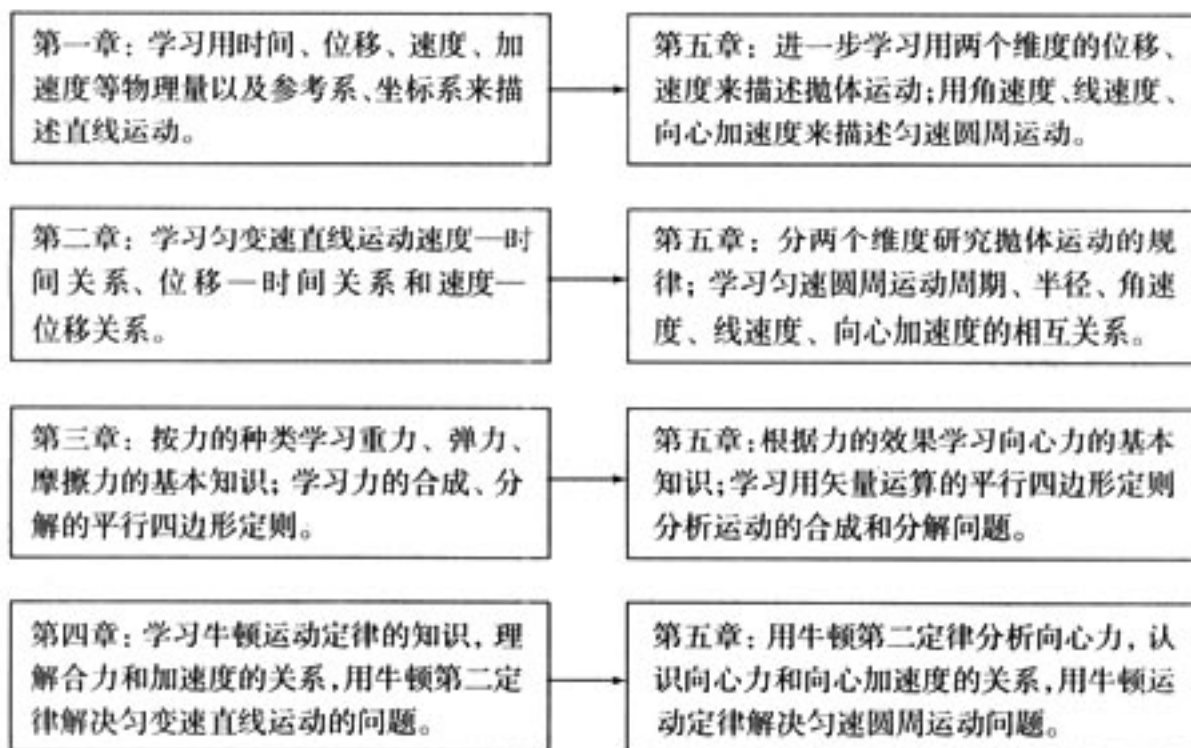 第一章：学习用时间、位移、速度、加
速度等物理量以及参考系、坐标系来描
述直线运动。
第五章：进一步学习用两个维度的位移、
速度来描述抛体运动；用角速度、线速度、
向心加速度来描述匀速圆周运动。
第二章：学习匀变速直线运动速度—时
间关系、位移—时间关系和速度—
位移关系。
第五章：分两个维度研究抛体运动的规
律；学习匀速圆周运动周期、半径、角速
度、线速度、向心加速度的相互关系。
第三章：按力的种类学习重力、弹力、
摩擦力的基本知识；学习力的合成、分
解的平行四边形定则。
第五章：根据力的效果学习向心力的基本
知识；学习用矢量运算的平行四边形定则
分析运动的合成和分解问题。
第四章：学习牛顿运动定律的知识，理
解合力和加速度的关系，用牛顿第二定
律解决匀变速直线运动的问题。
第五章：用牛顿第二定律分析向心力，认
识向心力和向心加速度的关系，用牛顿运
动定律解决匀速圆周运动问题。